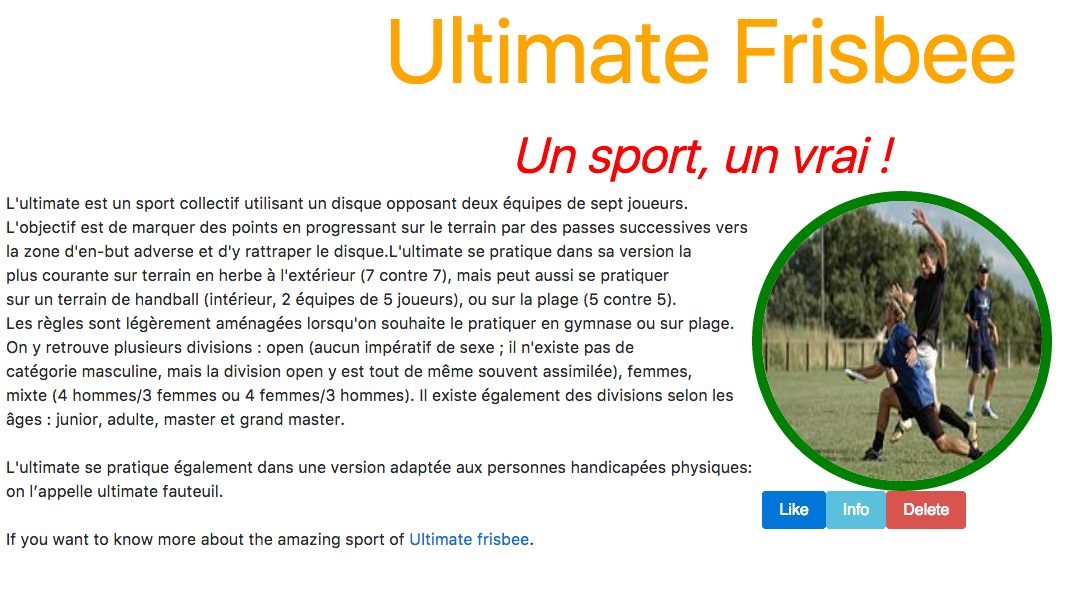 Ultimate Frisbee
Un sport, un vrai !
L'ultimate est un sport collectif utilisant un disque opposant deux équipes de sept joueurs.
L'objectif est de marquer des points en progressant sur le terrain par des passes successives vers
la zone d'en-but adverse et d'y rattraper le disque.L'ultimate se pratique dans sa version la
plus courante sur terrain en herbe à l'extérieur (7 contre 7), mais peut aussi se pratiquer
sur un terrain de handball (intérieur, 2 équipes de 5 joueurs), ou sur la plage (5 contre 5).
Les règles sont légèrement aménagées lorsqu'on souhaite le pratiquer en gymnase ou sur plage.
On y retrouve plusieurs divisions : open (aucun impératif de sexe ; il n'existe pas de
catégorie masculine, mais la division open y est tout de même souvent assimilée), femmes,
mixte (4 hommes/3 femmes ou 4 femmes/3 hommes). Il existe également des divisions selon les
âges : junior, adulte, master et grand master.
L'ultimate se pratique également dans une version adaptée aux personnes handicapées physiques:
on l’appelle ultimate fauteuil.
If you want to know more about the amazing sport of Ultimate frisbee.
Like Info Delete